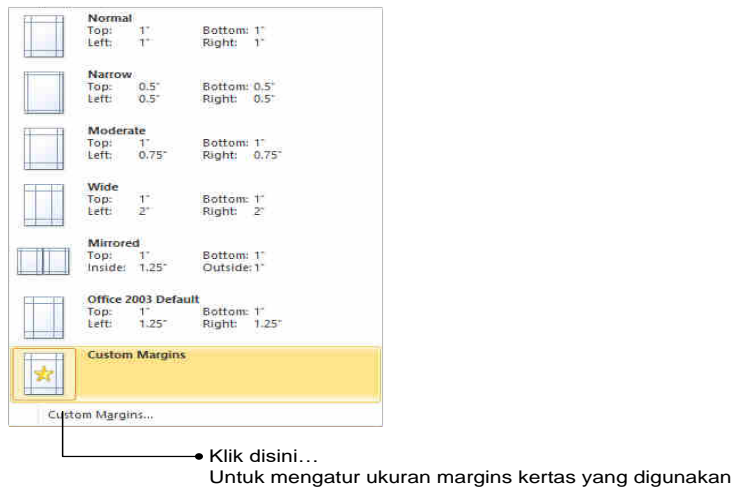 Normal
Top: 1" Bottom: 1"
Left: 1" Right: 1"
Narrow
Top: 0.5" Bottom: 0.5"
Left: 0.5" Right: 0.5"
Moderate
Top: 1" Bottom: 1"
Left: 0.75" Right: 0.75"
Wide
Top: 1" Bottom: 1"
Left: 2" Right: 2"
Mirrored
Top: 1" Bottom: 1"
Inside: 1.25" Outside: 1"
Office 2003 Default
Top: 1" Bottom: 1"
Left: 1.25" Right: 1.25"
Custom Margins
Custom Margins...
Klik disini...
Untuk mengatur ukuran margins kertas yang digunakan